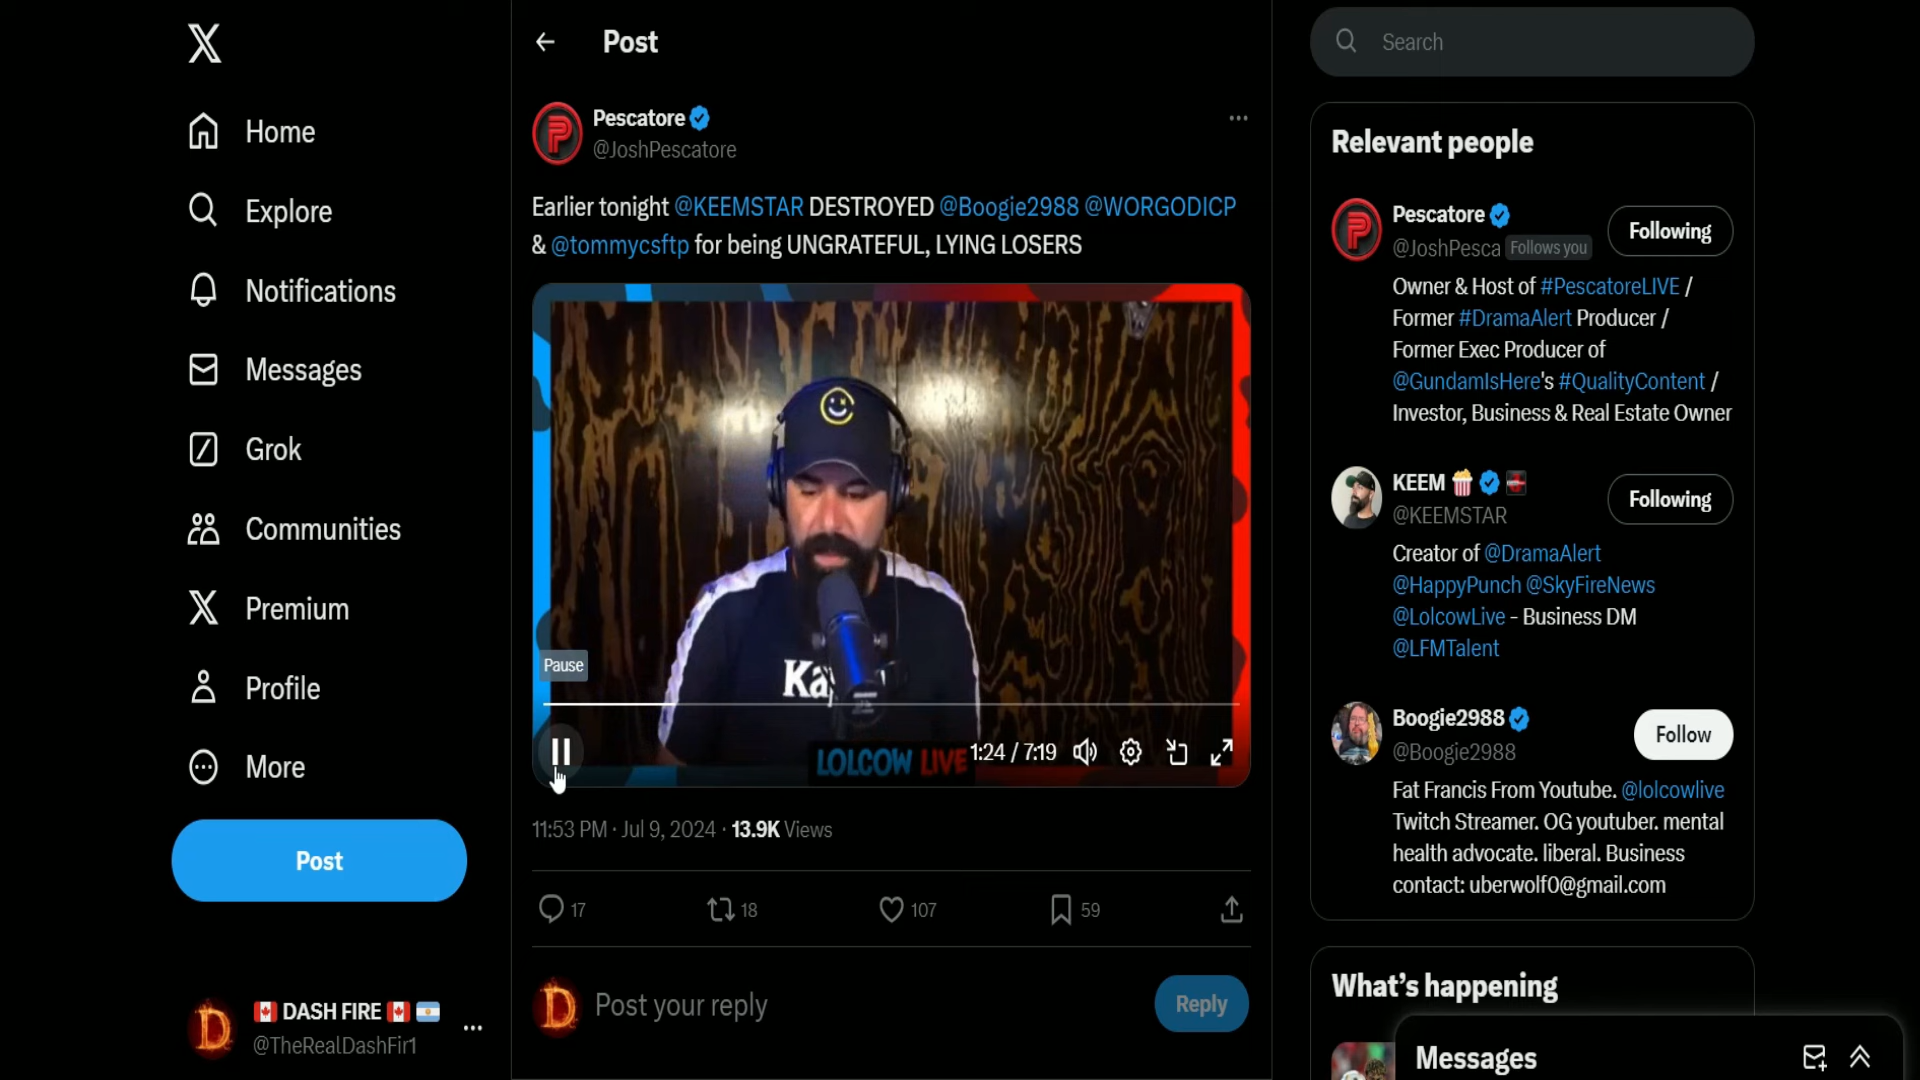 Home
Explore
Notifications
Messages
Grok
Communities
Premium
Profile
More
Post
DASH FIRE
@TheRealDashFir1
Post
Pescatore
@JoshPescatore
Earlier tonight @KEEMSTAR DESTROYED @Boogie2988 @WORGODICP
& @tommycsftp for being UNGRATEFUL, LYING LOSERS
Pause
LOLCOW LIVE
1:24 / 7:19
11:53 PM · Jul 9, 2024 · 13.9K Views
17
18
107
59
D
Post your reply
Reply
Search
Relevant people
Pescatore
Following
@JoshPesca Follows you
Owner & Host of #PescatoreLIVE /
Former #DramaAlert Producer /
Former Exec Producer of
@GundamIsHere's #QualityContent /
Investor, Business & Real Estate Owner
KEEM
Following
@KEEMSTAR
Creator of @DramaAlert
@HappyPunch @SkyFireNews
@LolcowLive - Business DM
@LFMTalent
Boogie2988
Follow
@Boogie2988
Fat Francis From Youtube. @lolcowlive
Twitch Streamer. OG youtuber. mental
health advocate. liberal. Business
contact: uberwolf0@gmail.com
What's happening
Messages